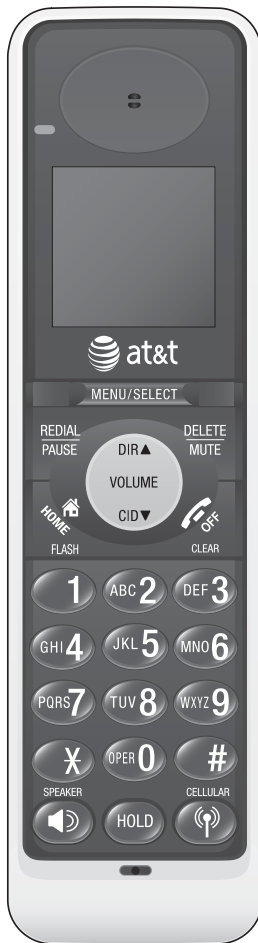 at&t
MENU/SELECT
REDIAL DELETE
PAUSE MUTE
DIR▲
VOLUME
CID▼
HOME OFF
FLASH CLEAR
1 ABC 2 DEF 3
GHI 4 JKL 5 MNO 6
PQRS 7 TUV 8 WXYZ 9
* OPER 0 #
SPEAKER CELLULAR
HOLD